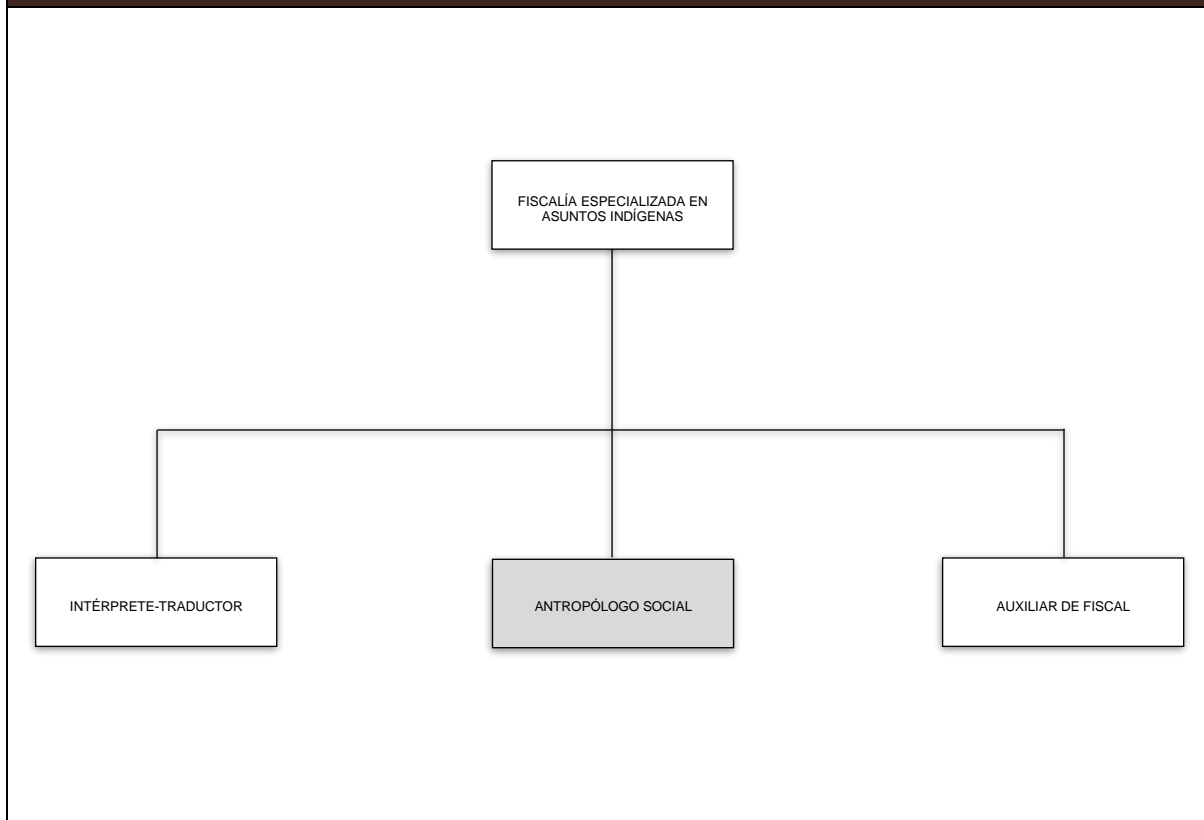 FISCALÍA ESPECIALIZADA EN
ASUNTOS INDÍGENAS
INTÉRPRETE-TRADUCTOR
ANTROPÓLOGO SOCIAL
AUXILIAR DE FISCAL